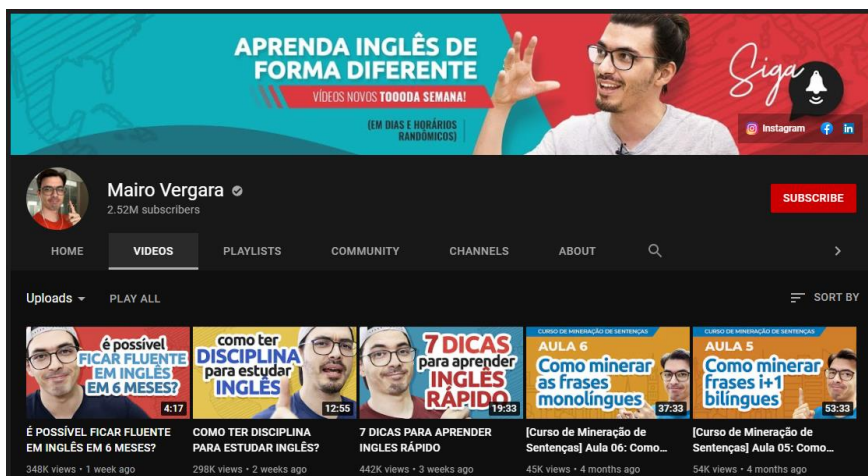 APRENDA INGLÊS DE
FORMA DIFERENTE
VÍDEOS NOVOS TOOODA SEMANA!
(EM DIAS E HORÁRIOS
RANDÔMICOS)
Siga
Instagram
Mairo Vergara
2.52M subscribers
SUBSCRIBE
HOME VIDEOS PLAYLISTS COMMUNITY CHANNELS ABOUT
Uploads PLAY ALL SORT BY
é possível
FICAR FLUENTE
EM INGLÊS
EM 6 MESES?
4:17
como ter
DISCIPLINA
para estudar
INGLÊS
12:55
7 DICAS
para aprender
INGLÊS
RÁPIDO
19:33
CURSO DE MINERAÇÃO DE SENTENÇAS
AULA 6
Como minerar
as frases
monolíngues
37:33
CURSO DE MINERAÇÃO DE SENTENÇAS
AULA 5
Como minerar
frases i+1
bilíngues
53:33
É POSSÍVEL FICAR FLUENTE
EM INGLÊS EM 6 MESES?
348K views • 1 week ago
COMO TER DISCIPLINA
PARA ESTUDAR INGLÊS?
298K views • 2 weeks ago
7 DICAS PARA APRENDER
INGLES RÁPIDO
442K views • 3 weeks ago
[Curso de Mineração de
Sentenças] Aula 06: Como...
45K views • 4 months ago
[Curso de Mineração de
Sentenças] Aula 05: Como...
54K views • 4 months ago